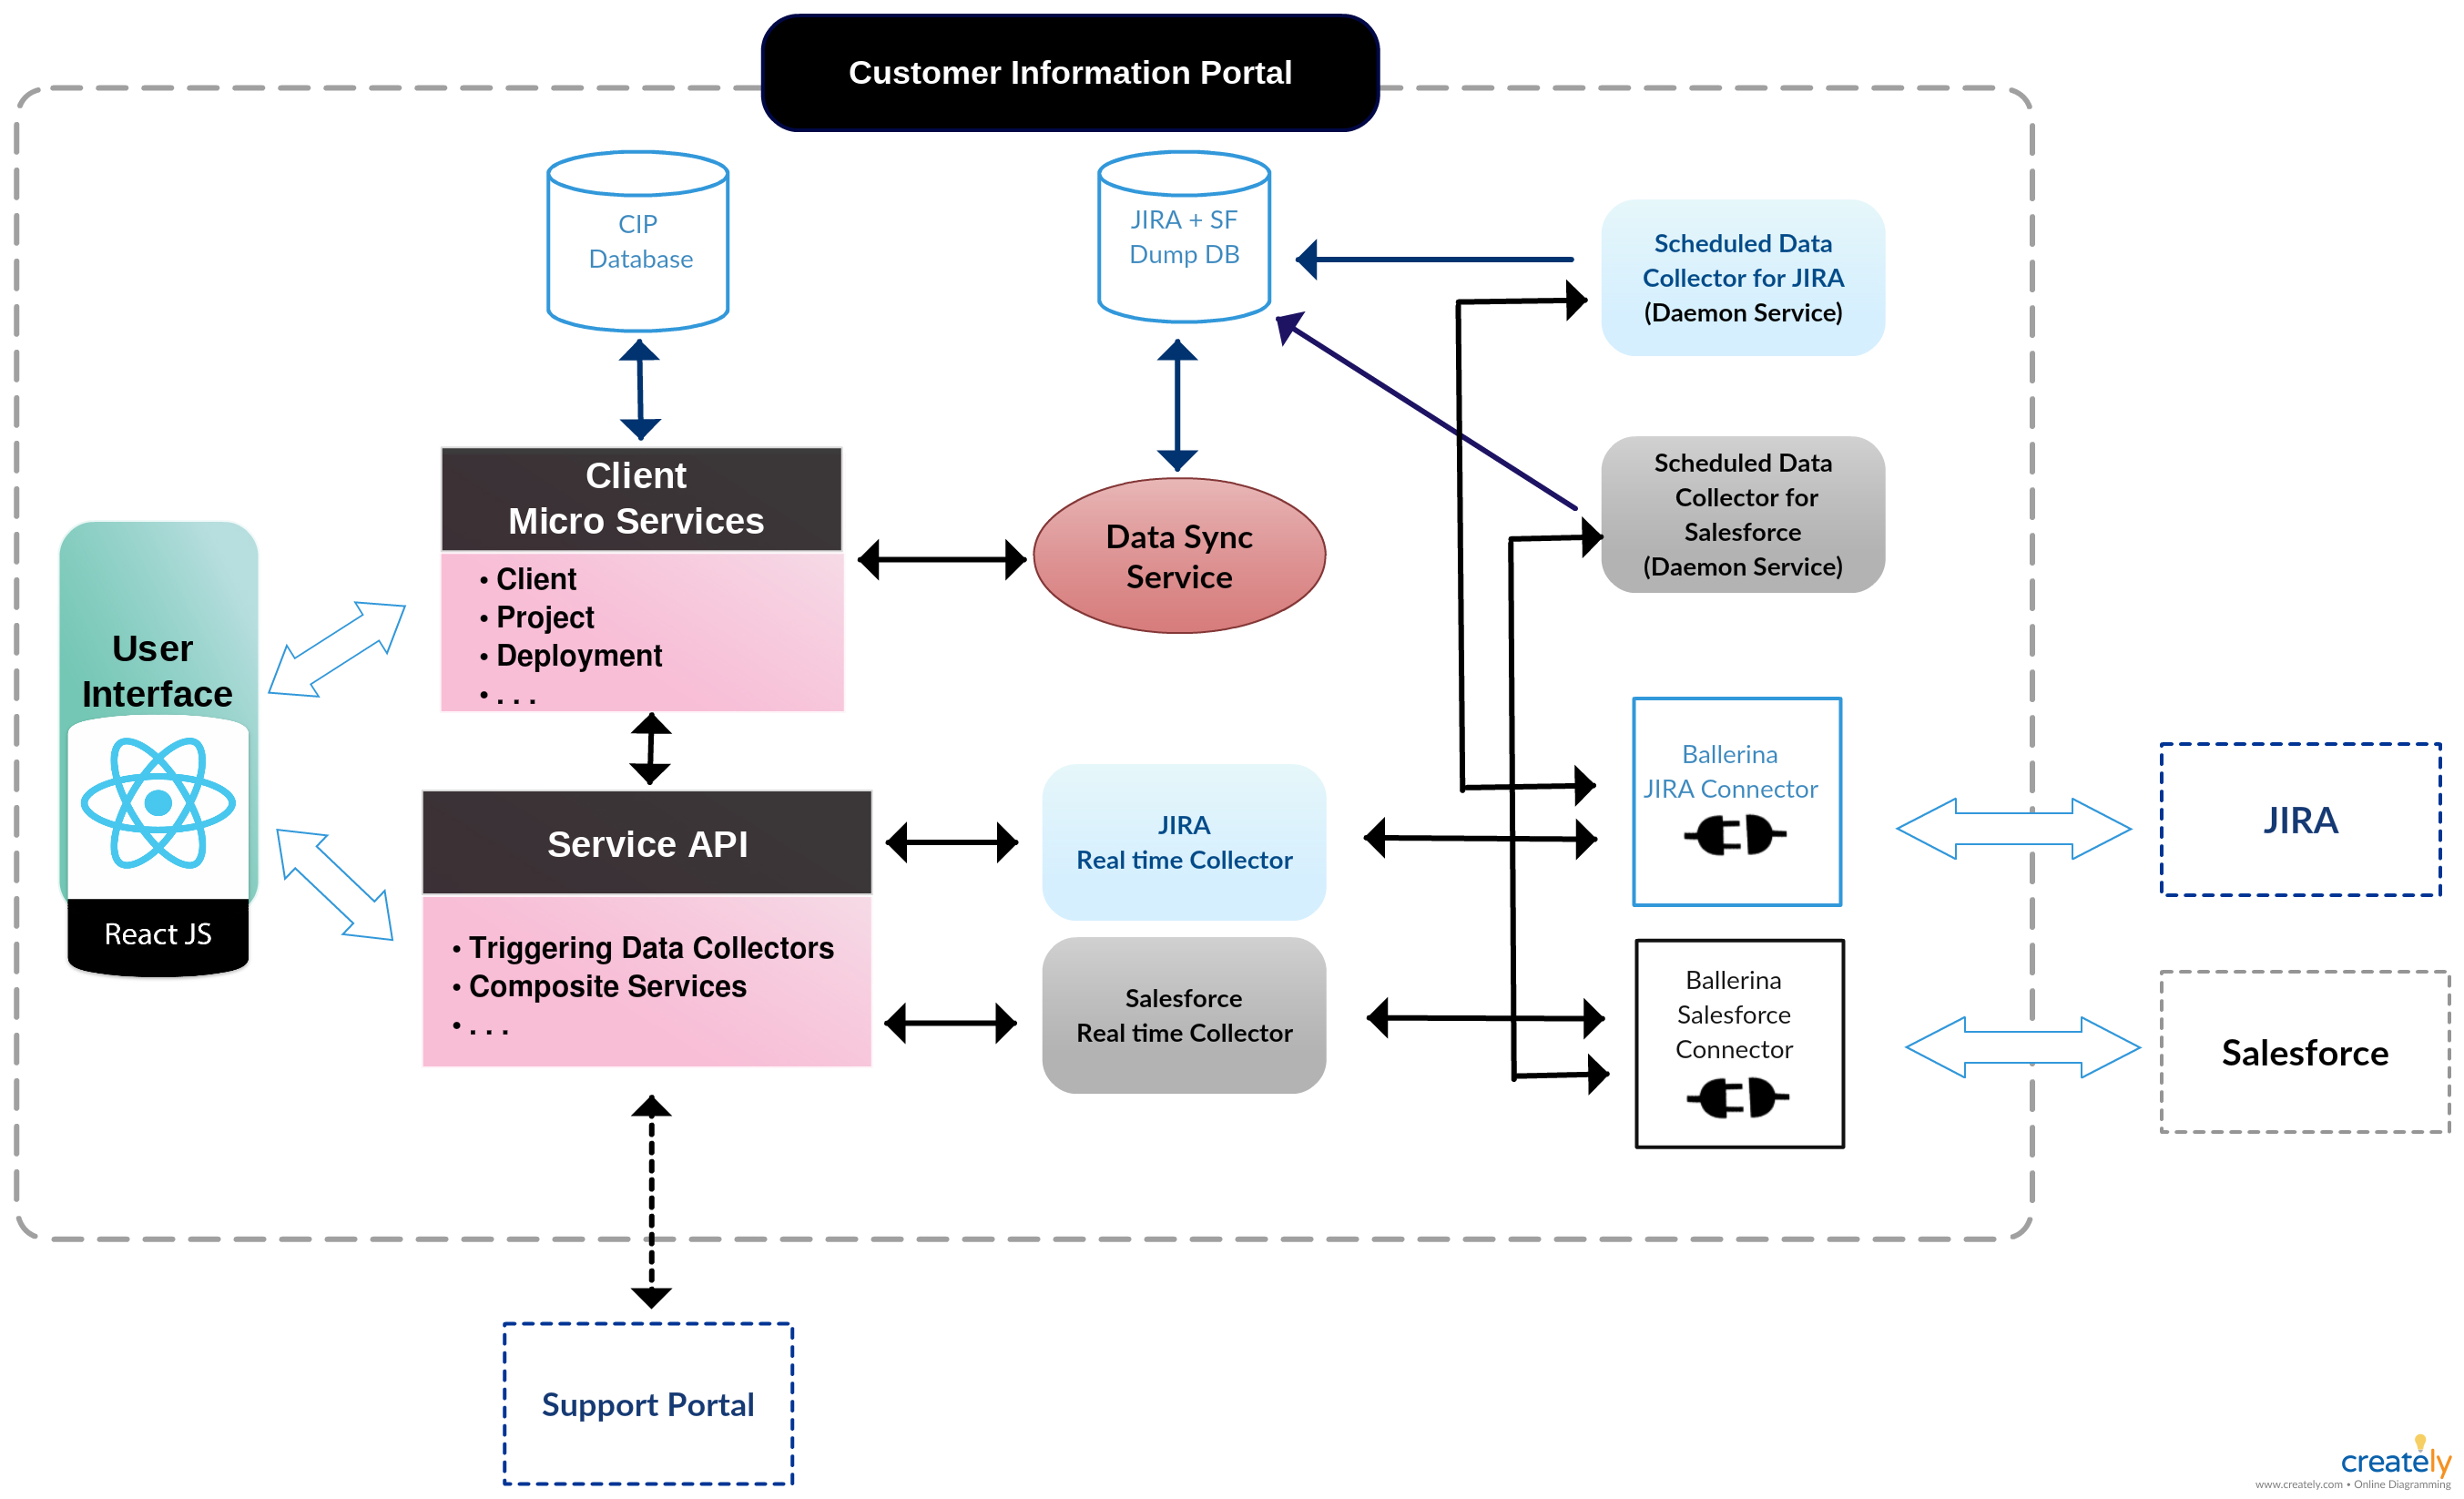 Customer Information Portal
CIP
Database
JIRA + SF
Dump DB
Scheduled Data
Collector for JIRA
(Daemon Service)
Scheduled Data
Collector for
Salesforce
(Daemon Service)
Client
Micro Services
• Client
• Project
• Deployment
• . . .
Data Sync
Service
User
Interface
React JS
Service API
• Triggering Data Collectors
• Composite Services
• . . .
JIRA
Real time Collector
Salesforce
Real time Collector
Ballerina
JIRA Connector
Ballerina
Salesforce
Connector
JIRA
Salesforce
Support Portal
creately
www.creately.com • Online Diagramming